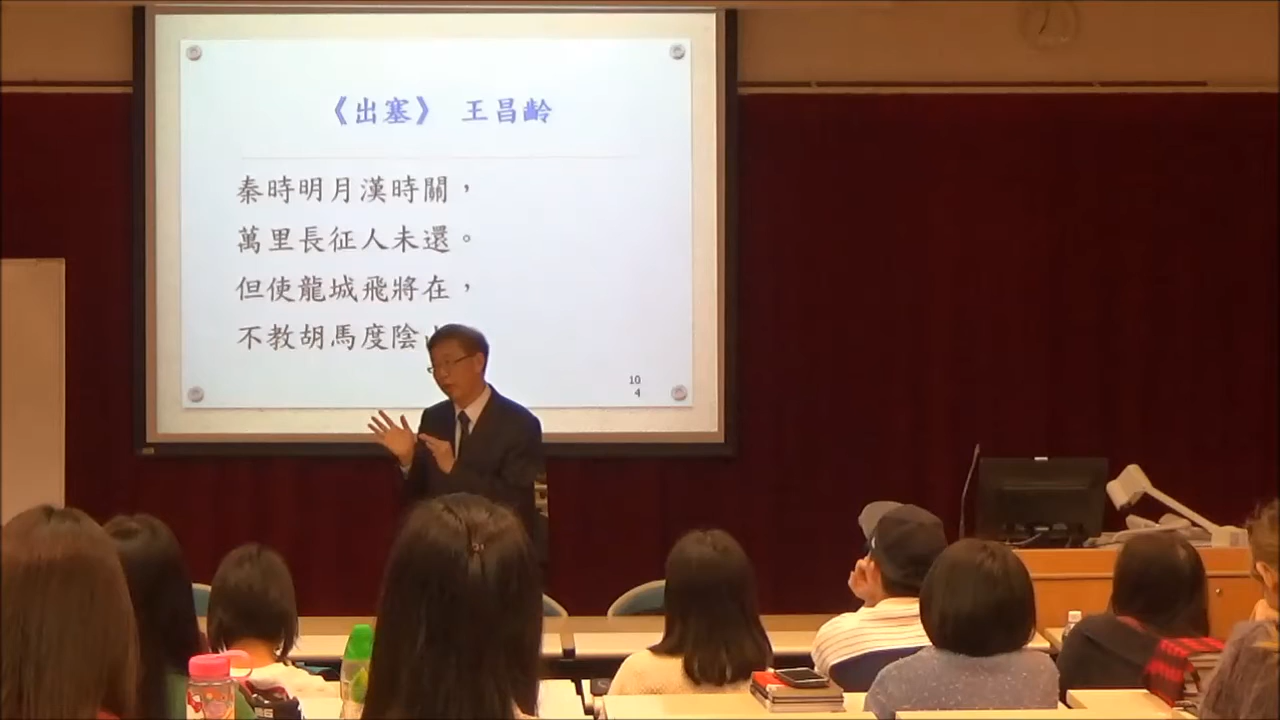 《出塞》 王昌齡
秦時明月漢時關，
萬里長征人未還。
但使龍城飛將在，
不教胡馬度陰
10
4